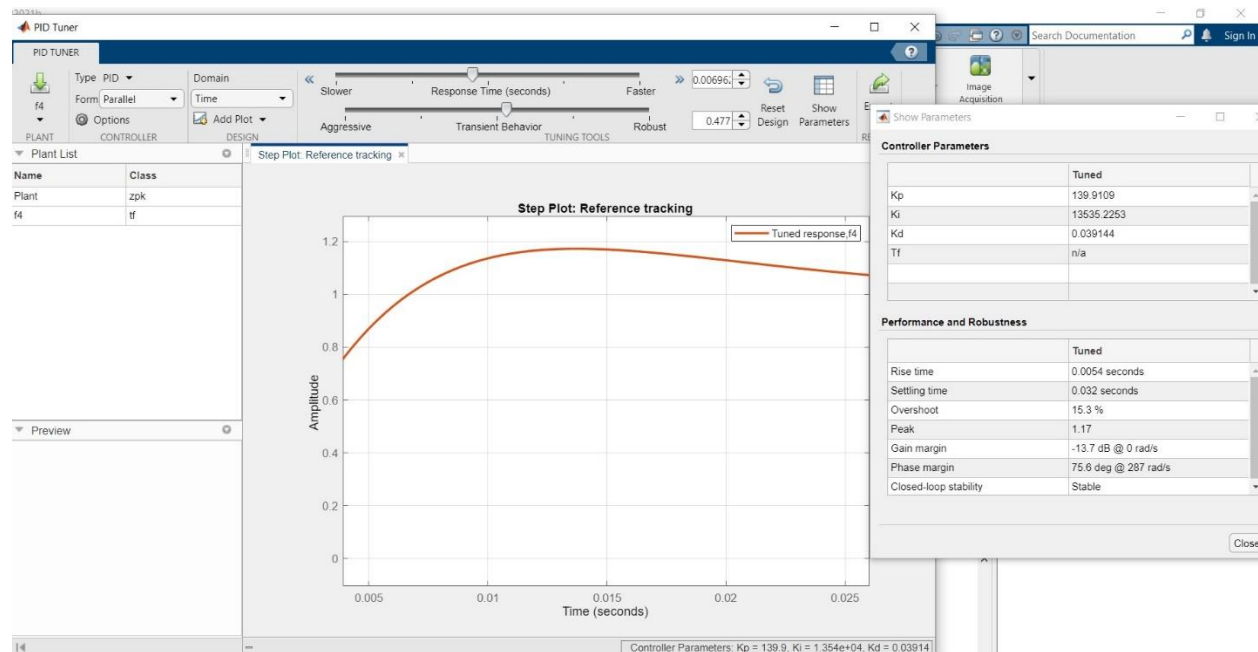 PID Tuner
Search Documentation
Sign In
PID TUNER
f4
Type PID
Form Parallel
Options
Domain
Time
Add Plot
Slower
Response Time (seconds)
Faster
Aggressive
Transient Behavior
Robust
0.00696
0.477
Reset
Design
Show
Parameters
Image
Acquisition
PLANT
CONTROLLER
DESIGN
TUNING TOOLS
Plant List
Name Class
Plant zpk
f4 tf
Preview
Step Plot: Reference tracking
Step Plot: Reference tracking
Tuned response,f4
1.2
1
0.8
0.6
0.4
0.2
0
Amplitude
0.005 0.01 0.015 0.02 0.025
Time (seconds)
Controller Parameters: Kp = 139.9, Ki = 1.354e+04, Kd = 0.03914
Show Parameters
Controller Parameters
Tuned
Kp 139.9109
Ki 13535.2253
Kd 0.039144
Tf n/a
Performance and Robustness
Tuned
Rise time 0.0054 seconds
Settling time 0.032 seconds
Overshoot 15.3 %
Peak 1.17
Gain margin -13.7 dB @ 0 rad/s
Phase margin 75.6 deg @ 287 rad/s
Closed-loop stability Stable
Close